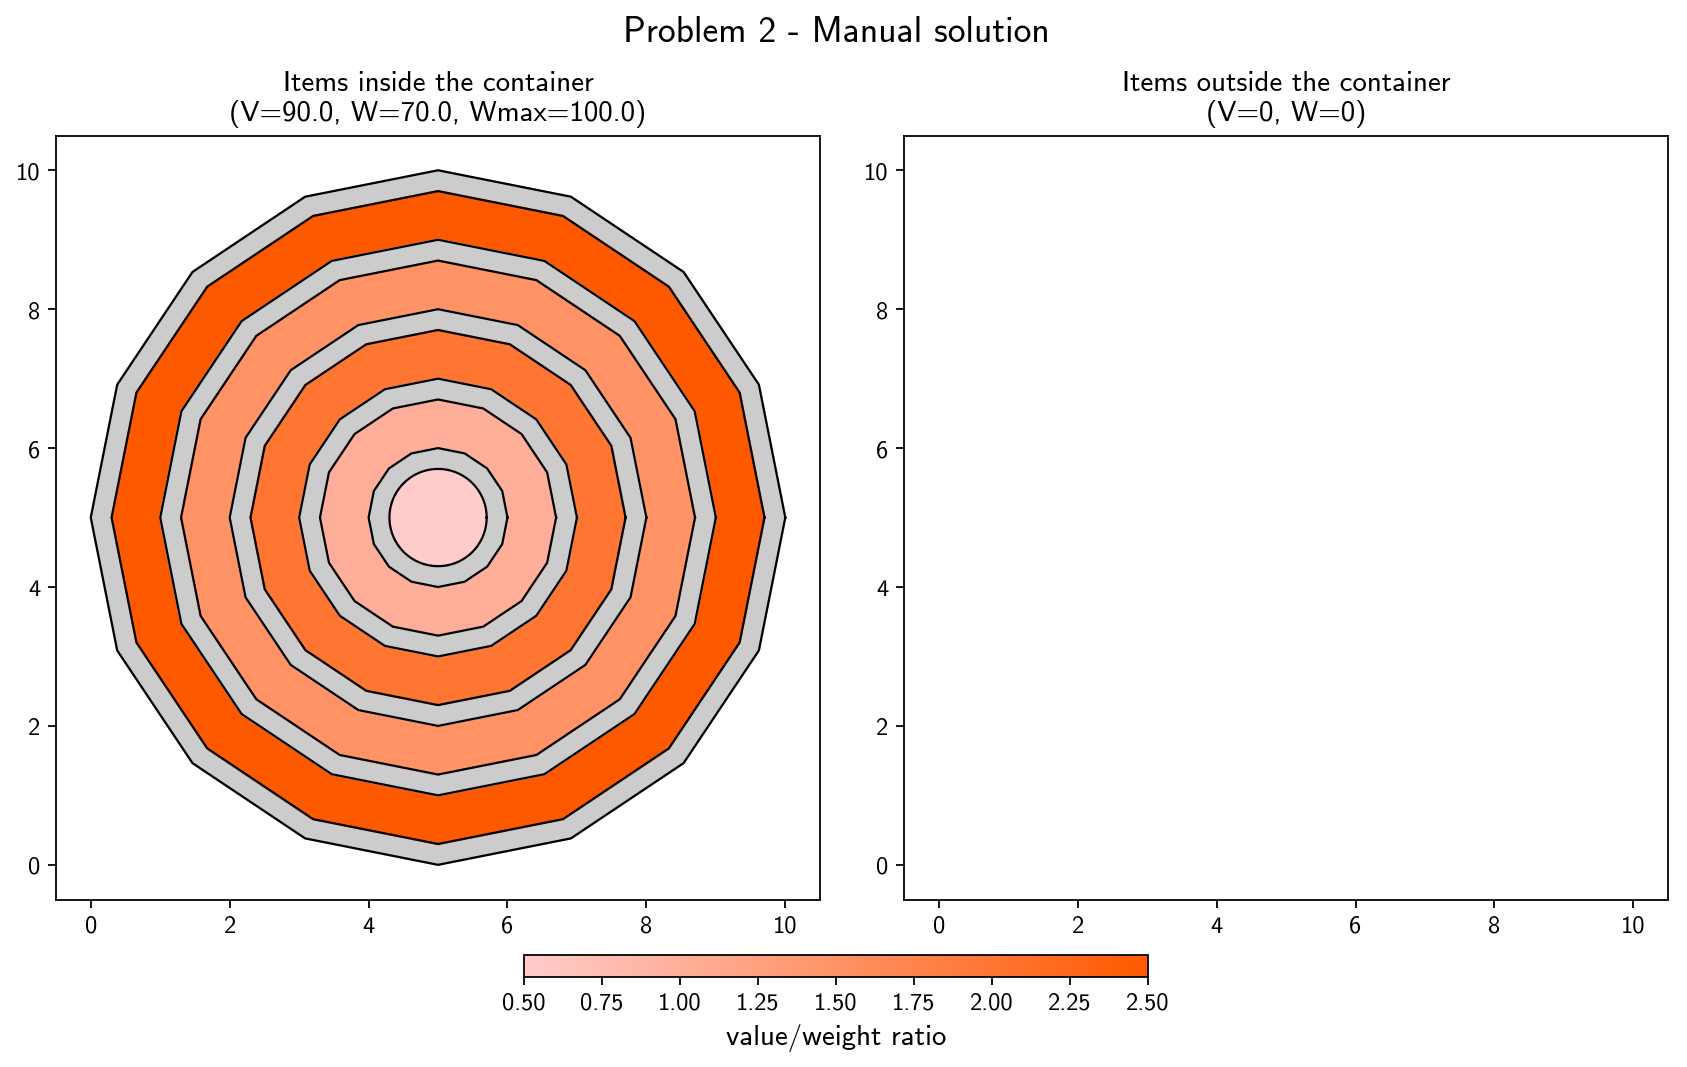 Problem 2 - Manual solution
Items inside the container
(V=90.0, W=70.0, Wmax=100.0)
10
8
6
4
2
0
0 2 4 6 8 10
Items outside the container
(V=0, W=0)
10
8
6
4
2
0
0 2 4 6 8 10
0.50 0.75 1.00 1.25 1.50 1.75 2.00 2.25 2.50
value/weight ratio